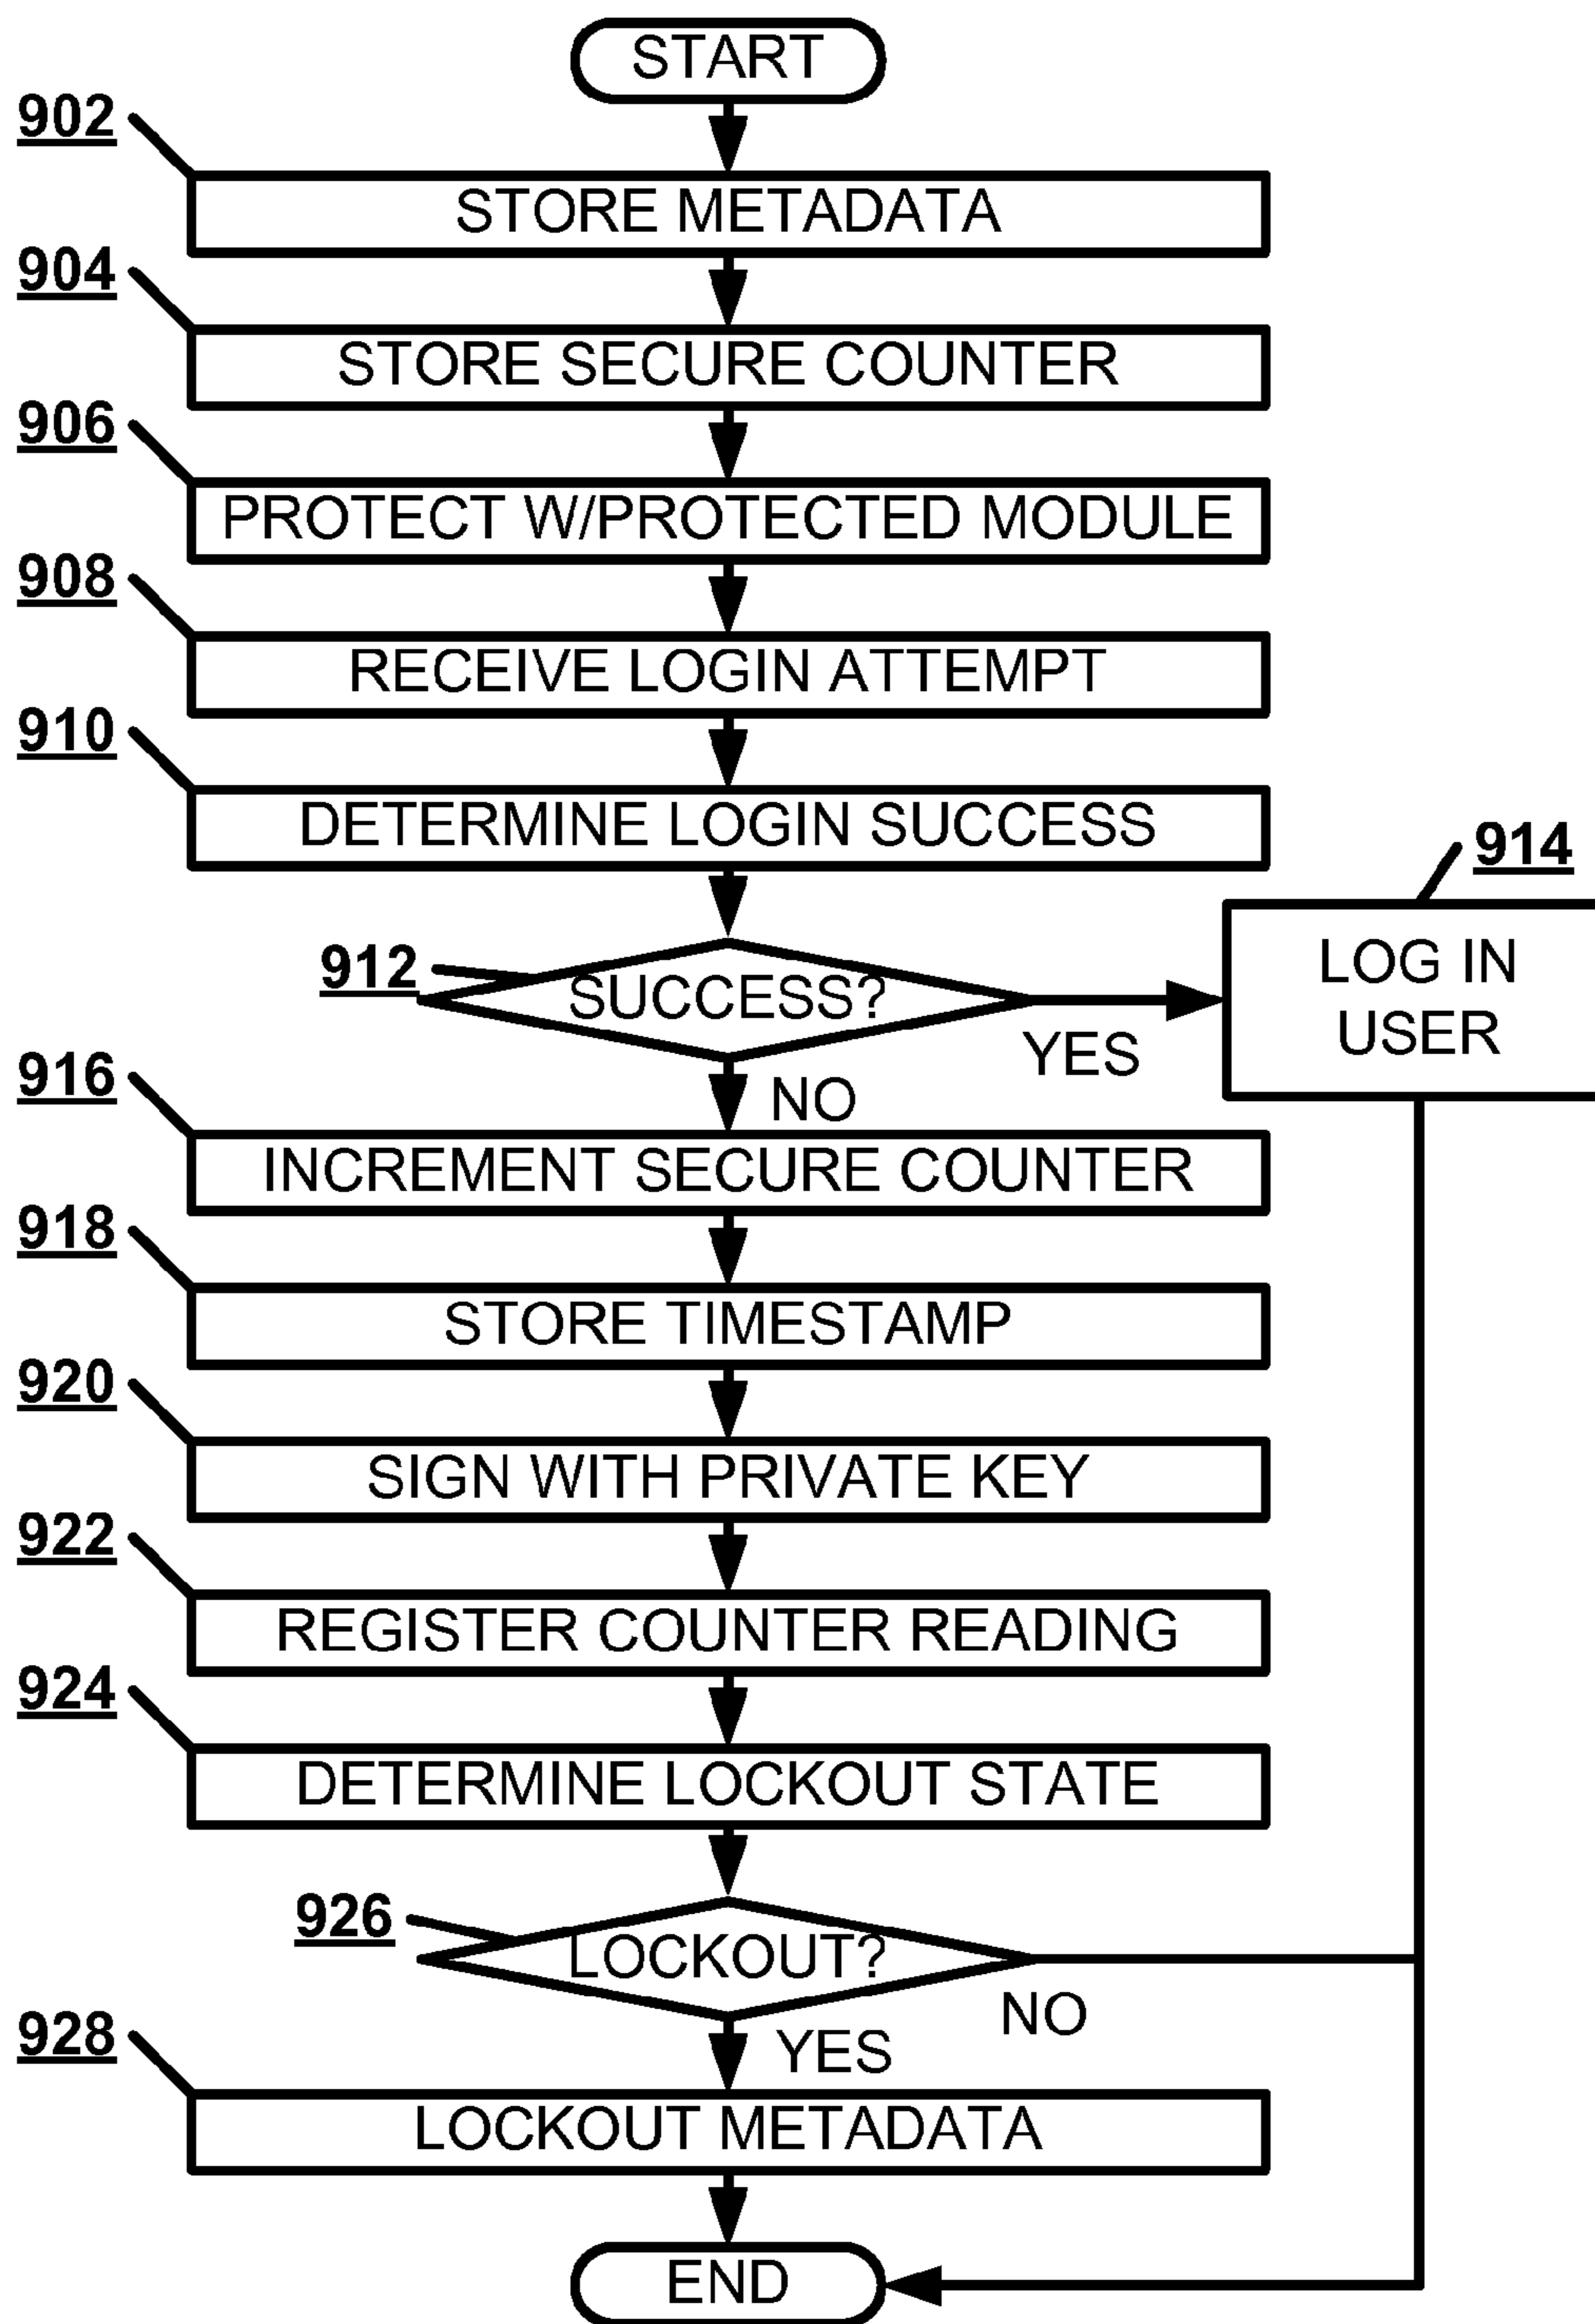 START
902
STORE METADATA
904
STORE SECURE COUNTER
906
PROTECT W/PROTECTED MODULE
908
RECEIVE LOGIN ATTEMPT
910
DETERMINE LOGIN SUCCESS
914
LOG IN
USER
912
SUCCESS?
YES
NO
916
INCREMENT SECURE COUNTER
918
STORE TIMESTAMP
920
SIGN WITH PRIVATE KEY
922
REGISTER COUNTER READING
924
DETERMINE LOCKOUT STATE
926
LOCKOUT?
NO
YES
928
LOCKOUT METADATA
END